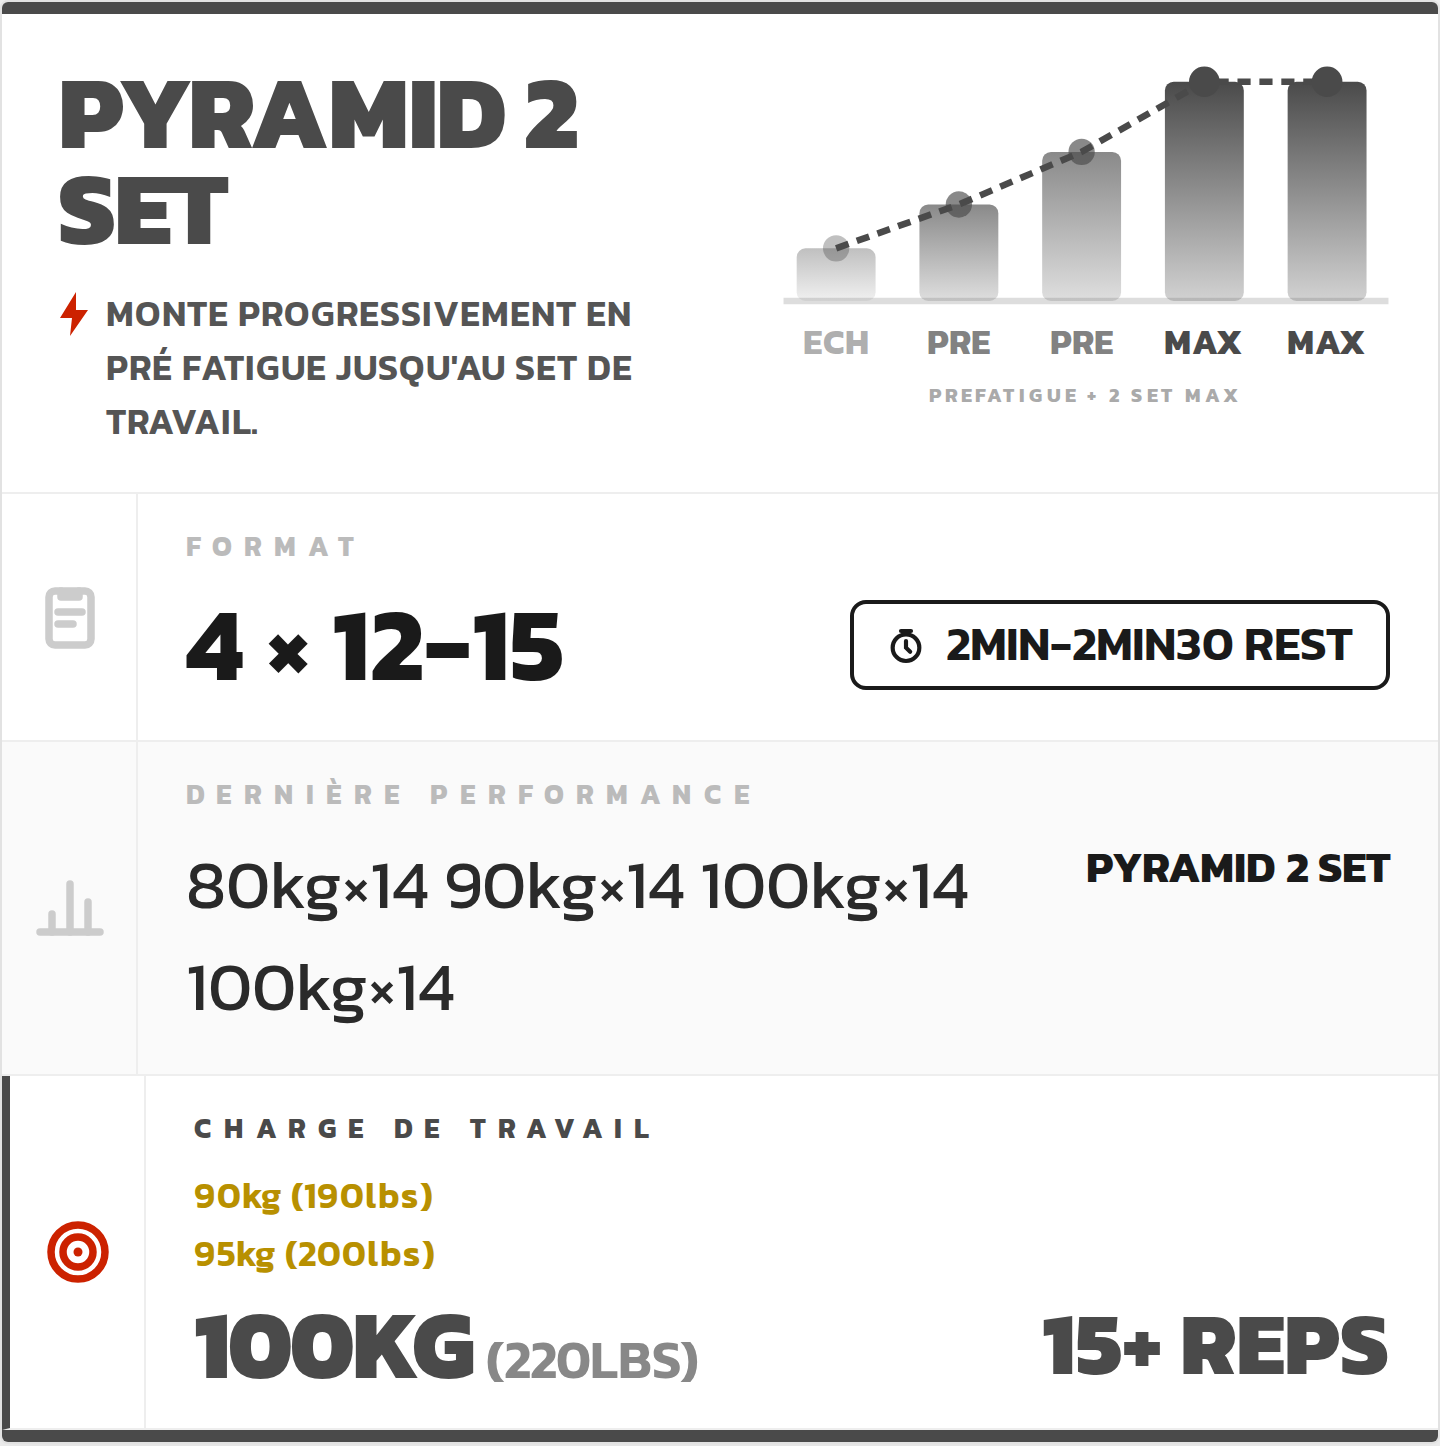 PYRAMID 2
SET
MONTE PROGRESSIVEMENT EN
PRÉ FATIGUE JUSQU'AU SET DE
TRAVAIL.
ECH PRE PRE MAX MAX
PREFATIGUE + 2 SET MAX
FORMAT
4 × 12–15
2MIN–2MIN30 REST
DERNIÈRE PERFORMANCE
80kg×14 90kg×14 100kg×14
100kg×14
PYRAMID 2 SET
CHARGE DE TRAVAIL
90kg (190lbs)
95kg (200lbs)
100KG (220LBS)
15+ REPS